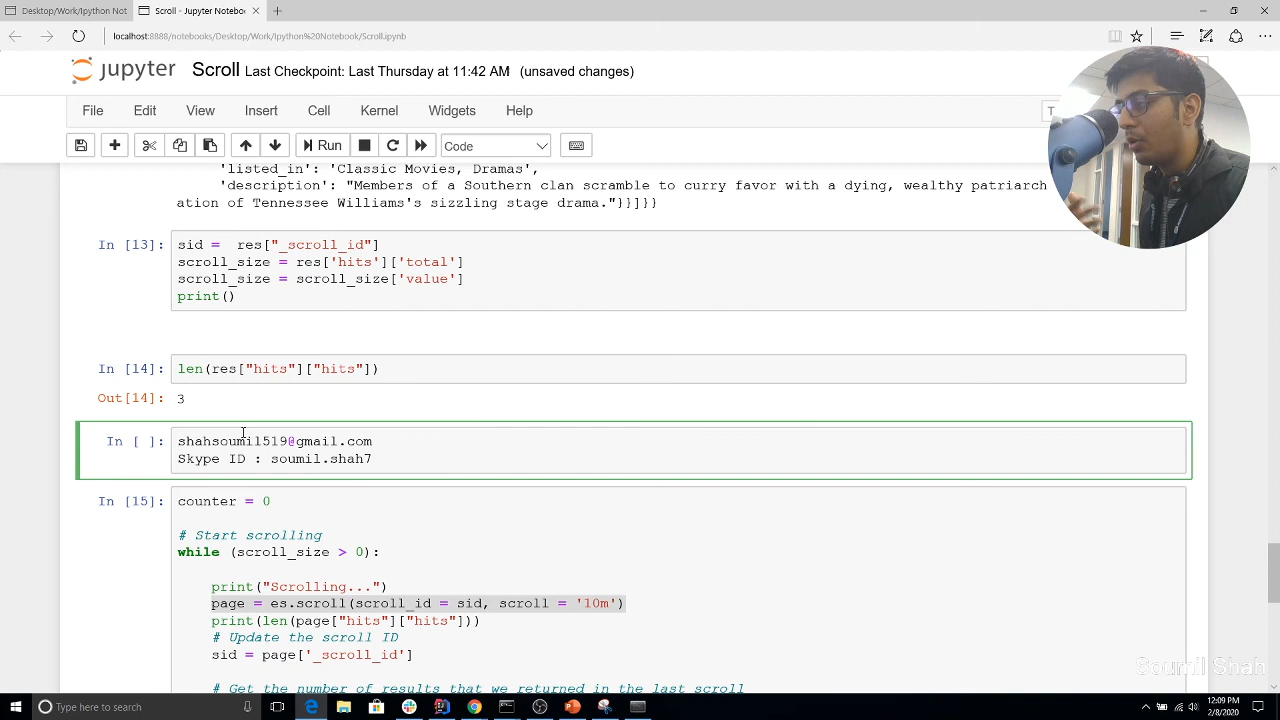 Desktop/Work/Ipython Not
Scroll - Jupyter Noteboo
localhost:8888/notebooks/Desktop/Work/Ipython%20Notebook/Scroll.ipynb
jupyter Scroll Last Checkpoint: Last Thursday at 11:42 AM (unsaved changes)
File Edit View Insert Cell Kernel Widgets Help
Run Code
'listed_in': 'Classic Movies, Dramas',
'description': "Members of a Southern clan scramble to curry favor with a dying, wealthy patriarch
ation of Tennessee Williams's sizzling stage drama."}}]}}
In [13]: sid =  res["_scroll_id"]
scroll_size = res['hits']['total']
scroll_size = scroll_size['value']
print()
In [14]: len(res["hits"]["hits"])
Out[14]: 3
In [ ]: shahsoumil519@gmail.com
Skype ID : soumil.shah7
In [15]: counter = 0
# Start scrolling
while (scroll_size > 0):
print("Scrolling...")
page = es.scroll(scroll_id = sid, scroll = '10m')
print(len(page["hits"]["hits"]))
# Update the scroll ID
sid = page['_scroll_id']
# Get the number of results that we returned in the last scroll
Soumil Shah
Type here to search
12:09 PM
2/8/2020